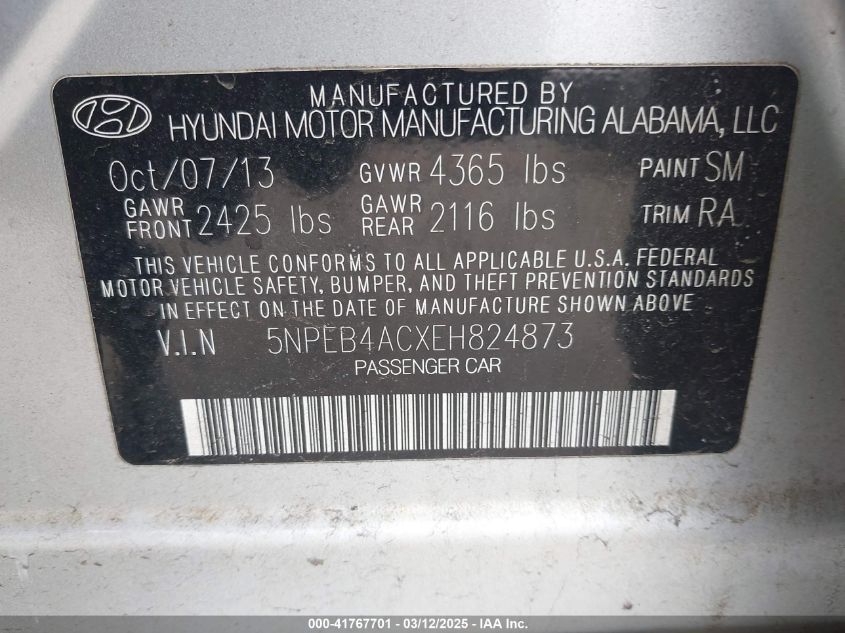 MANUFACTURED BY
HYUNDAI MOTOR MANUFACTURING ALABAMA, LLC
Oct/07/13 GVWR 4365 lbs PAINT SM
GAWR FRONT 2425 lbs GAWR REAR 2116 lbs TRIM RA
THIS VEHICLE CONFORMS TO ALL APPLICABLE U.S.A. FEDERAL
MOTOR VEHICLE SAFETY, BUMPER, AND THEFT PREVENTION STANDARDS
IN EFFECT ON THE DATE OF MANUFACTURE SHOWN ABOVE
V.I.N 5NPEB4ACXEH824873
PASSENGER CAR
000-41767701 - 03/12/2025 - IAA Inc.